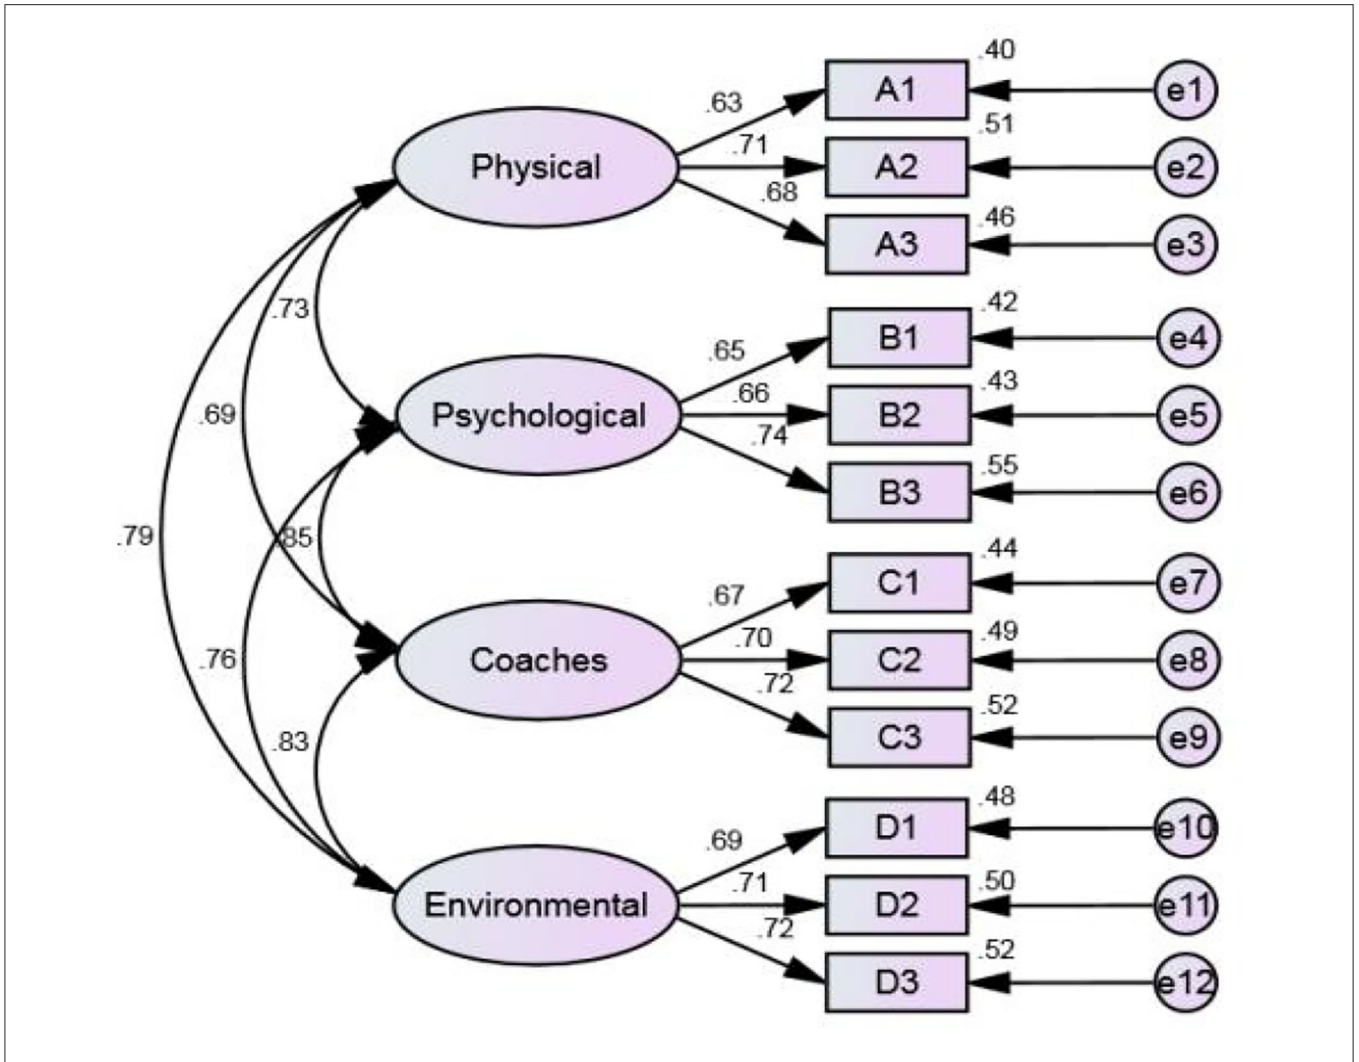 .40
.63 A1 e1
.51
.71
Physical A2 e2
.68
.46
A3 e3
.73
.42
.65 B1 e4
.43
.66
.69 Psychological B2 e5
.74
.55
B3 e6
.79 .85
.44
.67 C1 e7
.49
.70
.76 Coaches C2 e8
.72
.52
.83 C3 e9
.48
.69 D1 e10
.50
.71
Environmental D2 e11
.72
.52
D3 e12